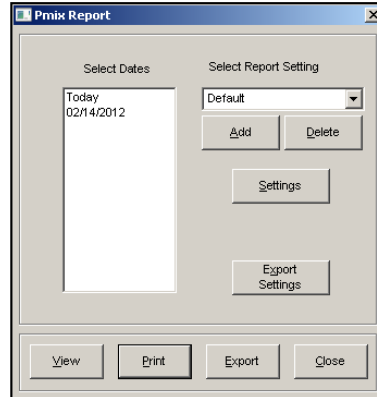 Pmix Report
Select Dates
Select Report Setting
Today
02/14/2012
Default
Add
Delete
Settings
Export
Settings
View
Print
Export
Close